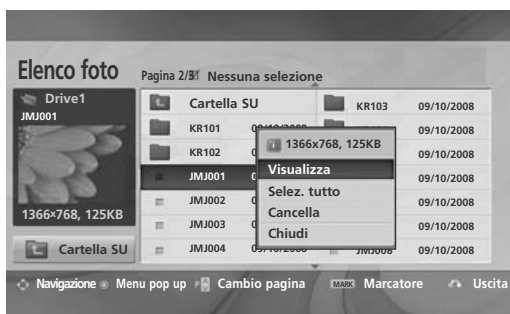 Elenco foto
Pagina 2/3 Nessuna selezione
Drive1
JMJ001
1366×768, 125KB
Cartella SU
Cartella SU
KR101
KR102
JMJ001
JMJ002
JMJ003
JMJ004
KR103 09/10/2008
09/10/2008
09/10/2008
09/10/2008
09/10/2008
09/10/2008
JMJ008 09/10/2008
1366x768, 125KB
Visualizza
Selez. tutto
Cancella
Chiudi
Navigazione Menu pop up Cambio pagina MARK Marcatore Uscita